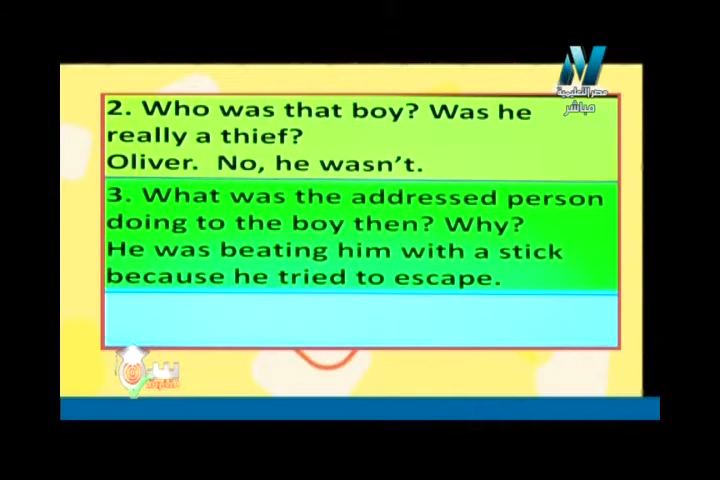 مصر التعليمية
مباشر
2. Who was that boy? Was he
really a thief?
Oliver.  No, he wasn't.
3. What was the addressed person
doing to the boy then? Why?
He was beating him with a stick
because he tried to escape.